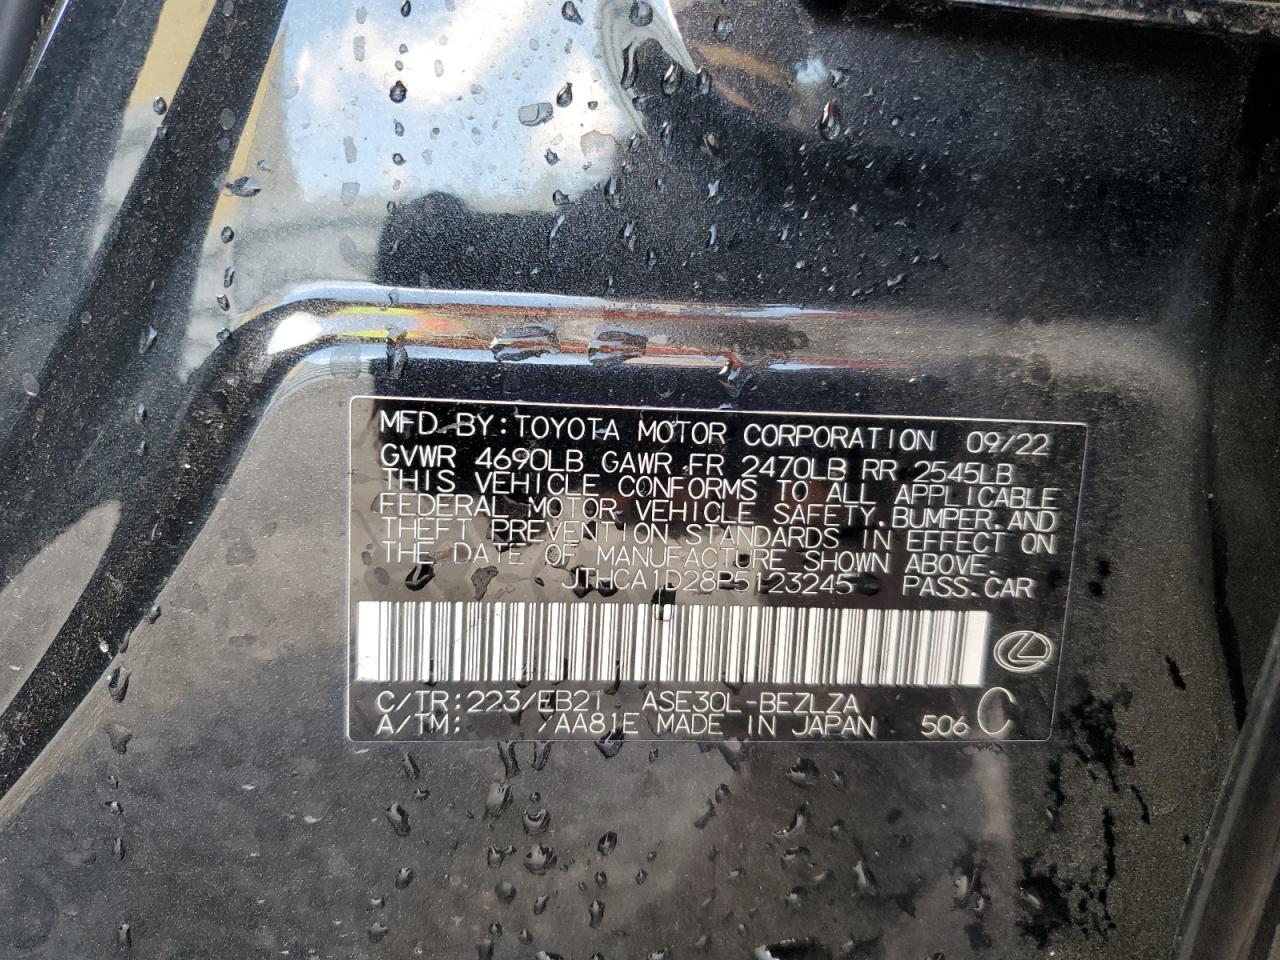 MFD BY:TOYOTA MOTOR CORPORATION 09/22
GVWR 4690LB GAWR FR 2470LB RR 2545LB
THIS VEHICLE CONFORMS TO ALL APPLICABLE
FEDERAL MOTOR VEHICLE SAFETY,BUMPER,AND
THEFT PREVENTION STANDARDS IN EFFECT ON
THE DATE OF MANUFACTURE SHOWN ABOVE.
JTHCA1D28P5123245 PASS.CAR
C/TR:223/EB21 ASE30L-BEZLZA
A/TM: /AA81E MADE IN JAPAN 506 C